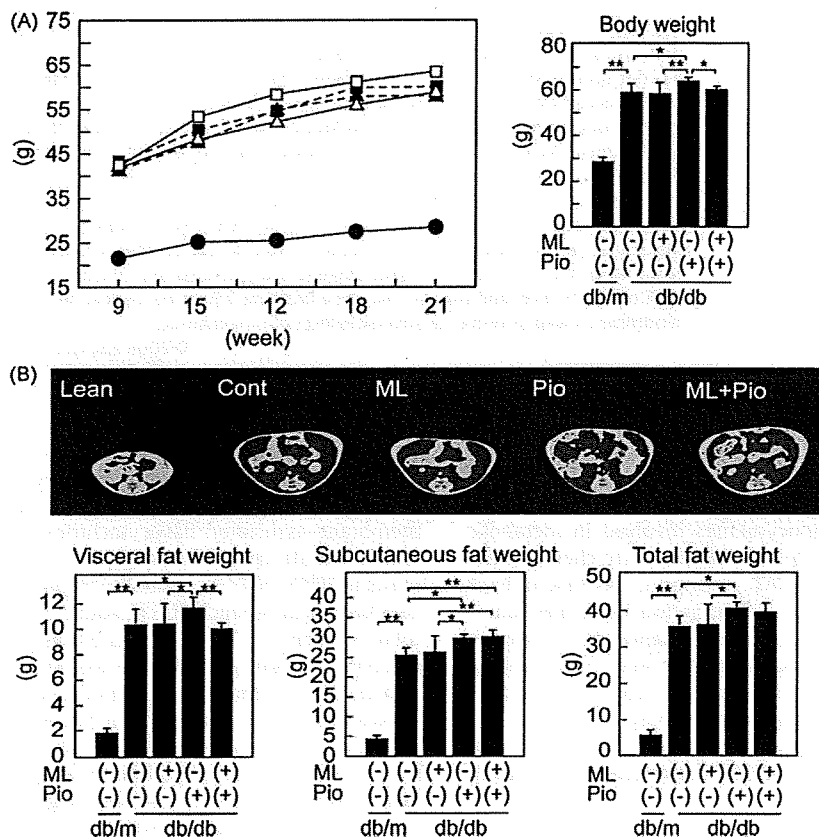 (A)
75
65
55
45
35
25
15
(g)
9 15 12 18 21
(week)
Body weight
80
60
40
20
0
(g)
* ** ** *
ML (-) (-) (+) (-) (+)
Pio (-) (-) (-) (+) (+)
db/m db/db
(B)
Lean Cont ML Pio ML+Pio
Visceral fat weight
12
10
8
6
4
2
0
(g)
* ** * **
ML (-) (-) (+) (-) (+)
Pio (-) (-) (-) (+) (+)
db/m db/db
Subcutaneous fat weight
40
35
30
25
20
15
10
5
0
(g)
** * ** ** *
ML (-) (-) (+) (-) (+)
Pio (-) (-) (-) (+) (+)
db/m db/db
Total fat weight
50
40
30
20
10
0
(g)
* ** *
ML (-) (-) (+) (-) (+)
Pio (-) (-) (-) (+) (+)
db/m db/db